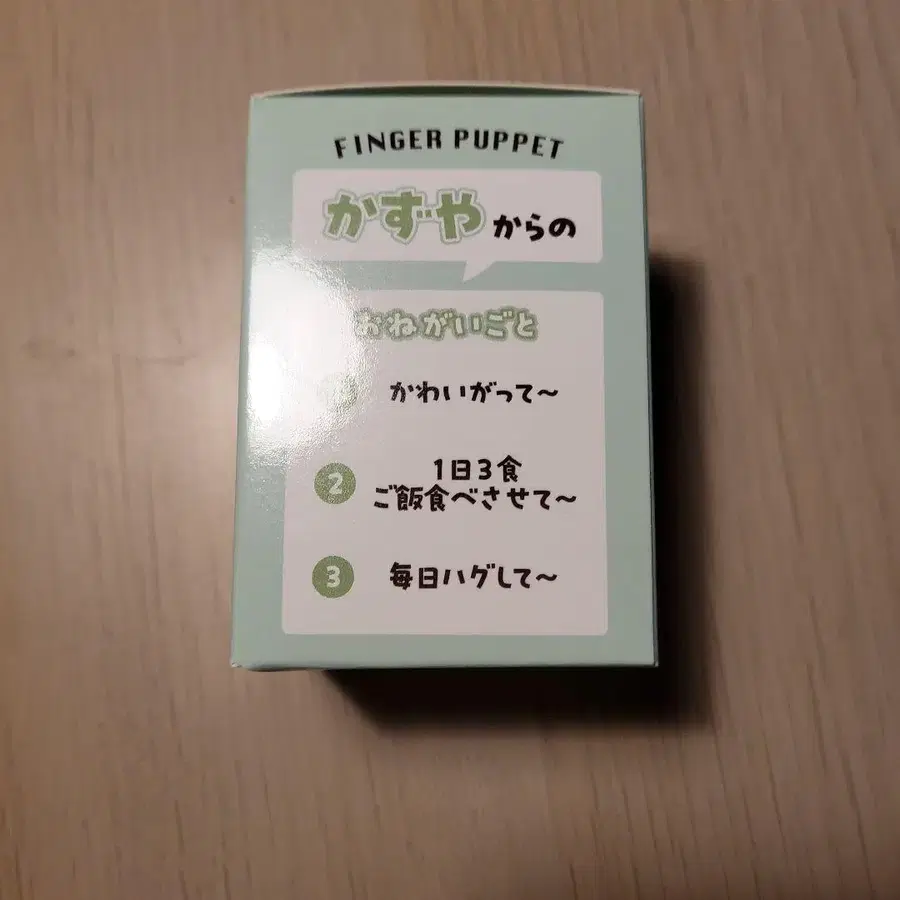 FINGER PUPPET
かずやからの
おねがいごと
かわいがって～
2 1日3食
ご飯食べさせて～
3 毎日ハグして～